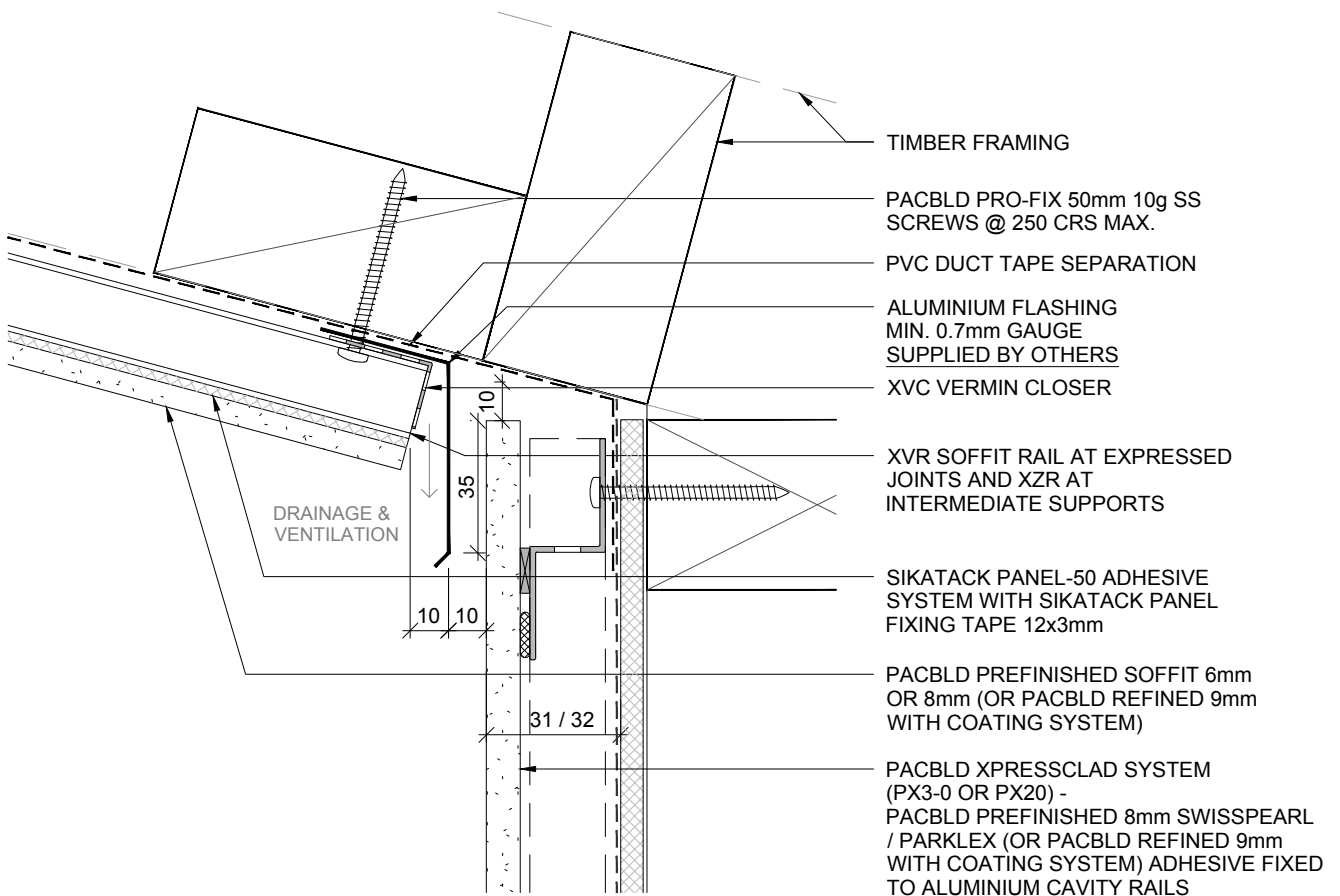 TIMBER FRAMING
PACBLD PRO-FIX 50mm 10g SS
SCREWS @ 250 CRS MAX.
PVC DUCT TAPE SEPARATION
ALUMINIUM FLASHING
MIN. 0.7mm GAUGE
SUPPLIED BY OTHERS
XVC VERMIN CLOSER
10
XVR SOFFIT RAIL AT EXPRESSED
JOINTS AND XZR AT
INTERMEDIATE SUPPORTS
35
DRAINAGE &
VENTILATION
SIKATACK PANEL-50 ADHESIVE
SYSTEM WITH SIKATACK PANEL
FIXING TAPE 12x3mm
10 10
PACBLD PREFINISHED SOFFIT 6mm
OR 8mm (OR PACBLD REFINED 9mm
WITH COATING SYSTEM)
31 / 32
PACBLD XPRESSCLAD SYSTEM
(PX3-0 OR PX20) -
PACBLD PREFINISHED 8mm SWISSPEARL
/ PARKLEX (OR PACBLD REFINED 9mm
WITH COATING SYSTEM) ADHESIVE FIXED
TO ALUMINIUM CAVITY RAILS